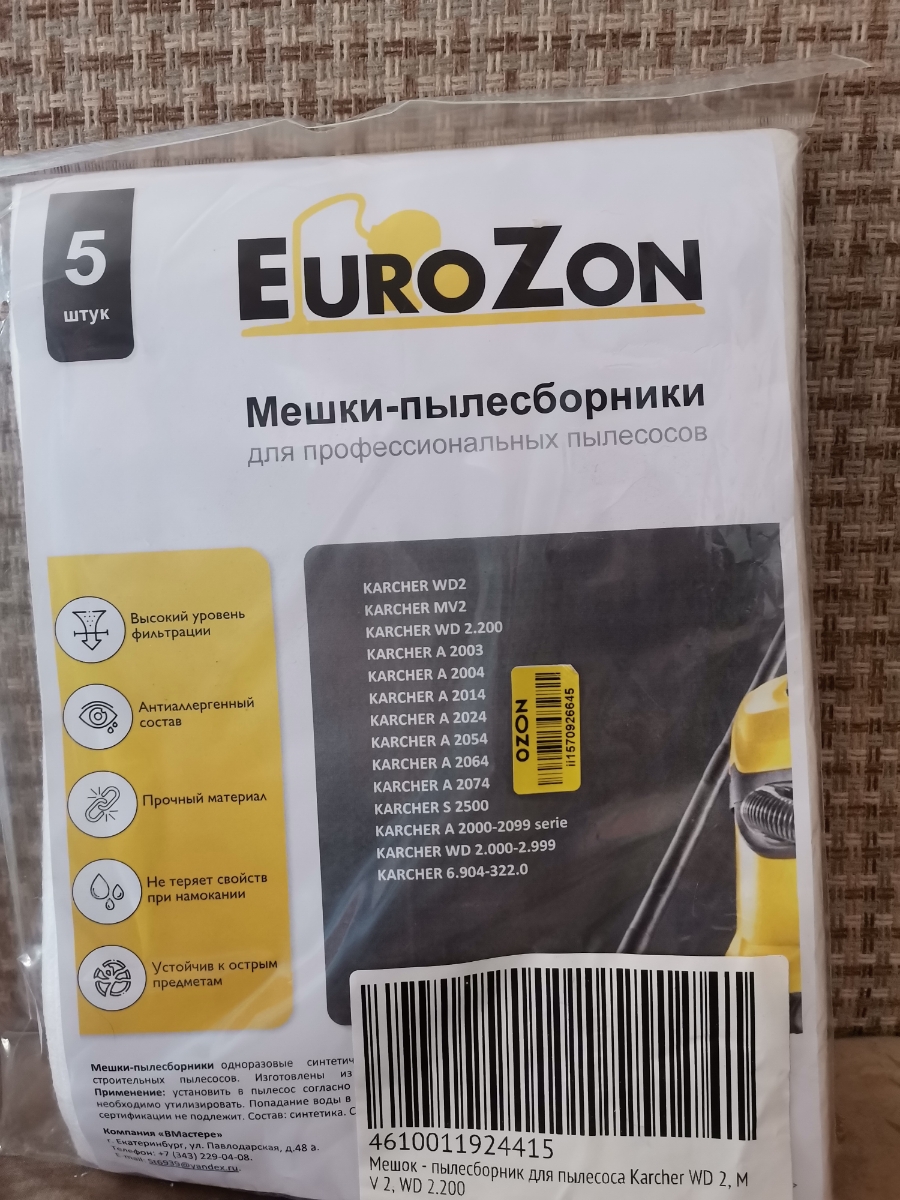 5
штук
EUROZON
Мешки-пылесборники
для профессиональных пылесосов
Высокий уровень
фильтрации
Антиаллергенный
состав
Прочный материал
Не теряет свойств
при намокании
Устойчив к острым
предметам
KARCHER WD2
KARCHER MV2
KARCHER WD 2.200
KARCHER A 2003
KARCHER A 2004
KARCHER A 2014
KARCHER A 2024
KARCHER A 2054
KARCHER A 2064
KARCHER A 2074
KARCHER S 2500
KARCHER A 2000-2099 serie
KARCHER WD 2.000-2.999
KARCHER 6.904-322.0
OZON
ii1570926645
Мешки-пылесборники одноразовые
строительных пылесосов. Изготовлены из
Применение: установить в пылесос согласно
необходимо утилизировать. Попадание воды в
сертификации не подлежит. Состав: синтетика.
Компания «ВМастере»
г. Екатеринбург, ул. Павлодарская, д.48 а.
Телефон: +7 (343) 229-04-08.
E-mail: st6939@yandex.ru
4610011924415
Мешок - пылесборник для пылесоса Karcher WD 2, M
V 2, WD 2.200